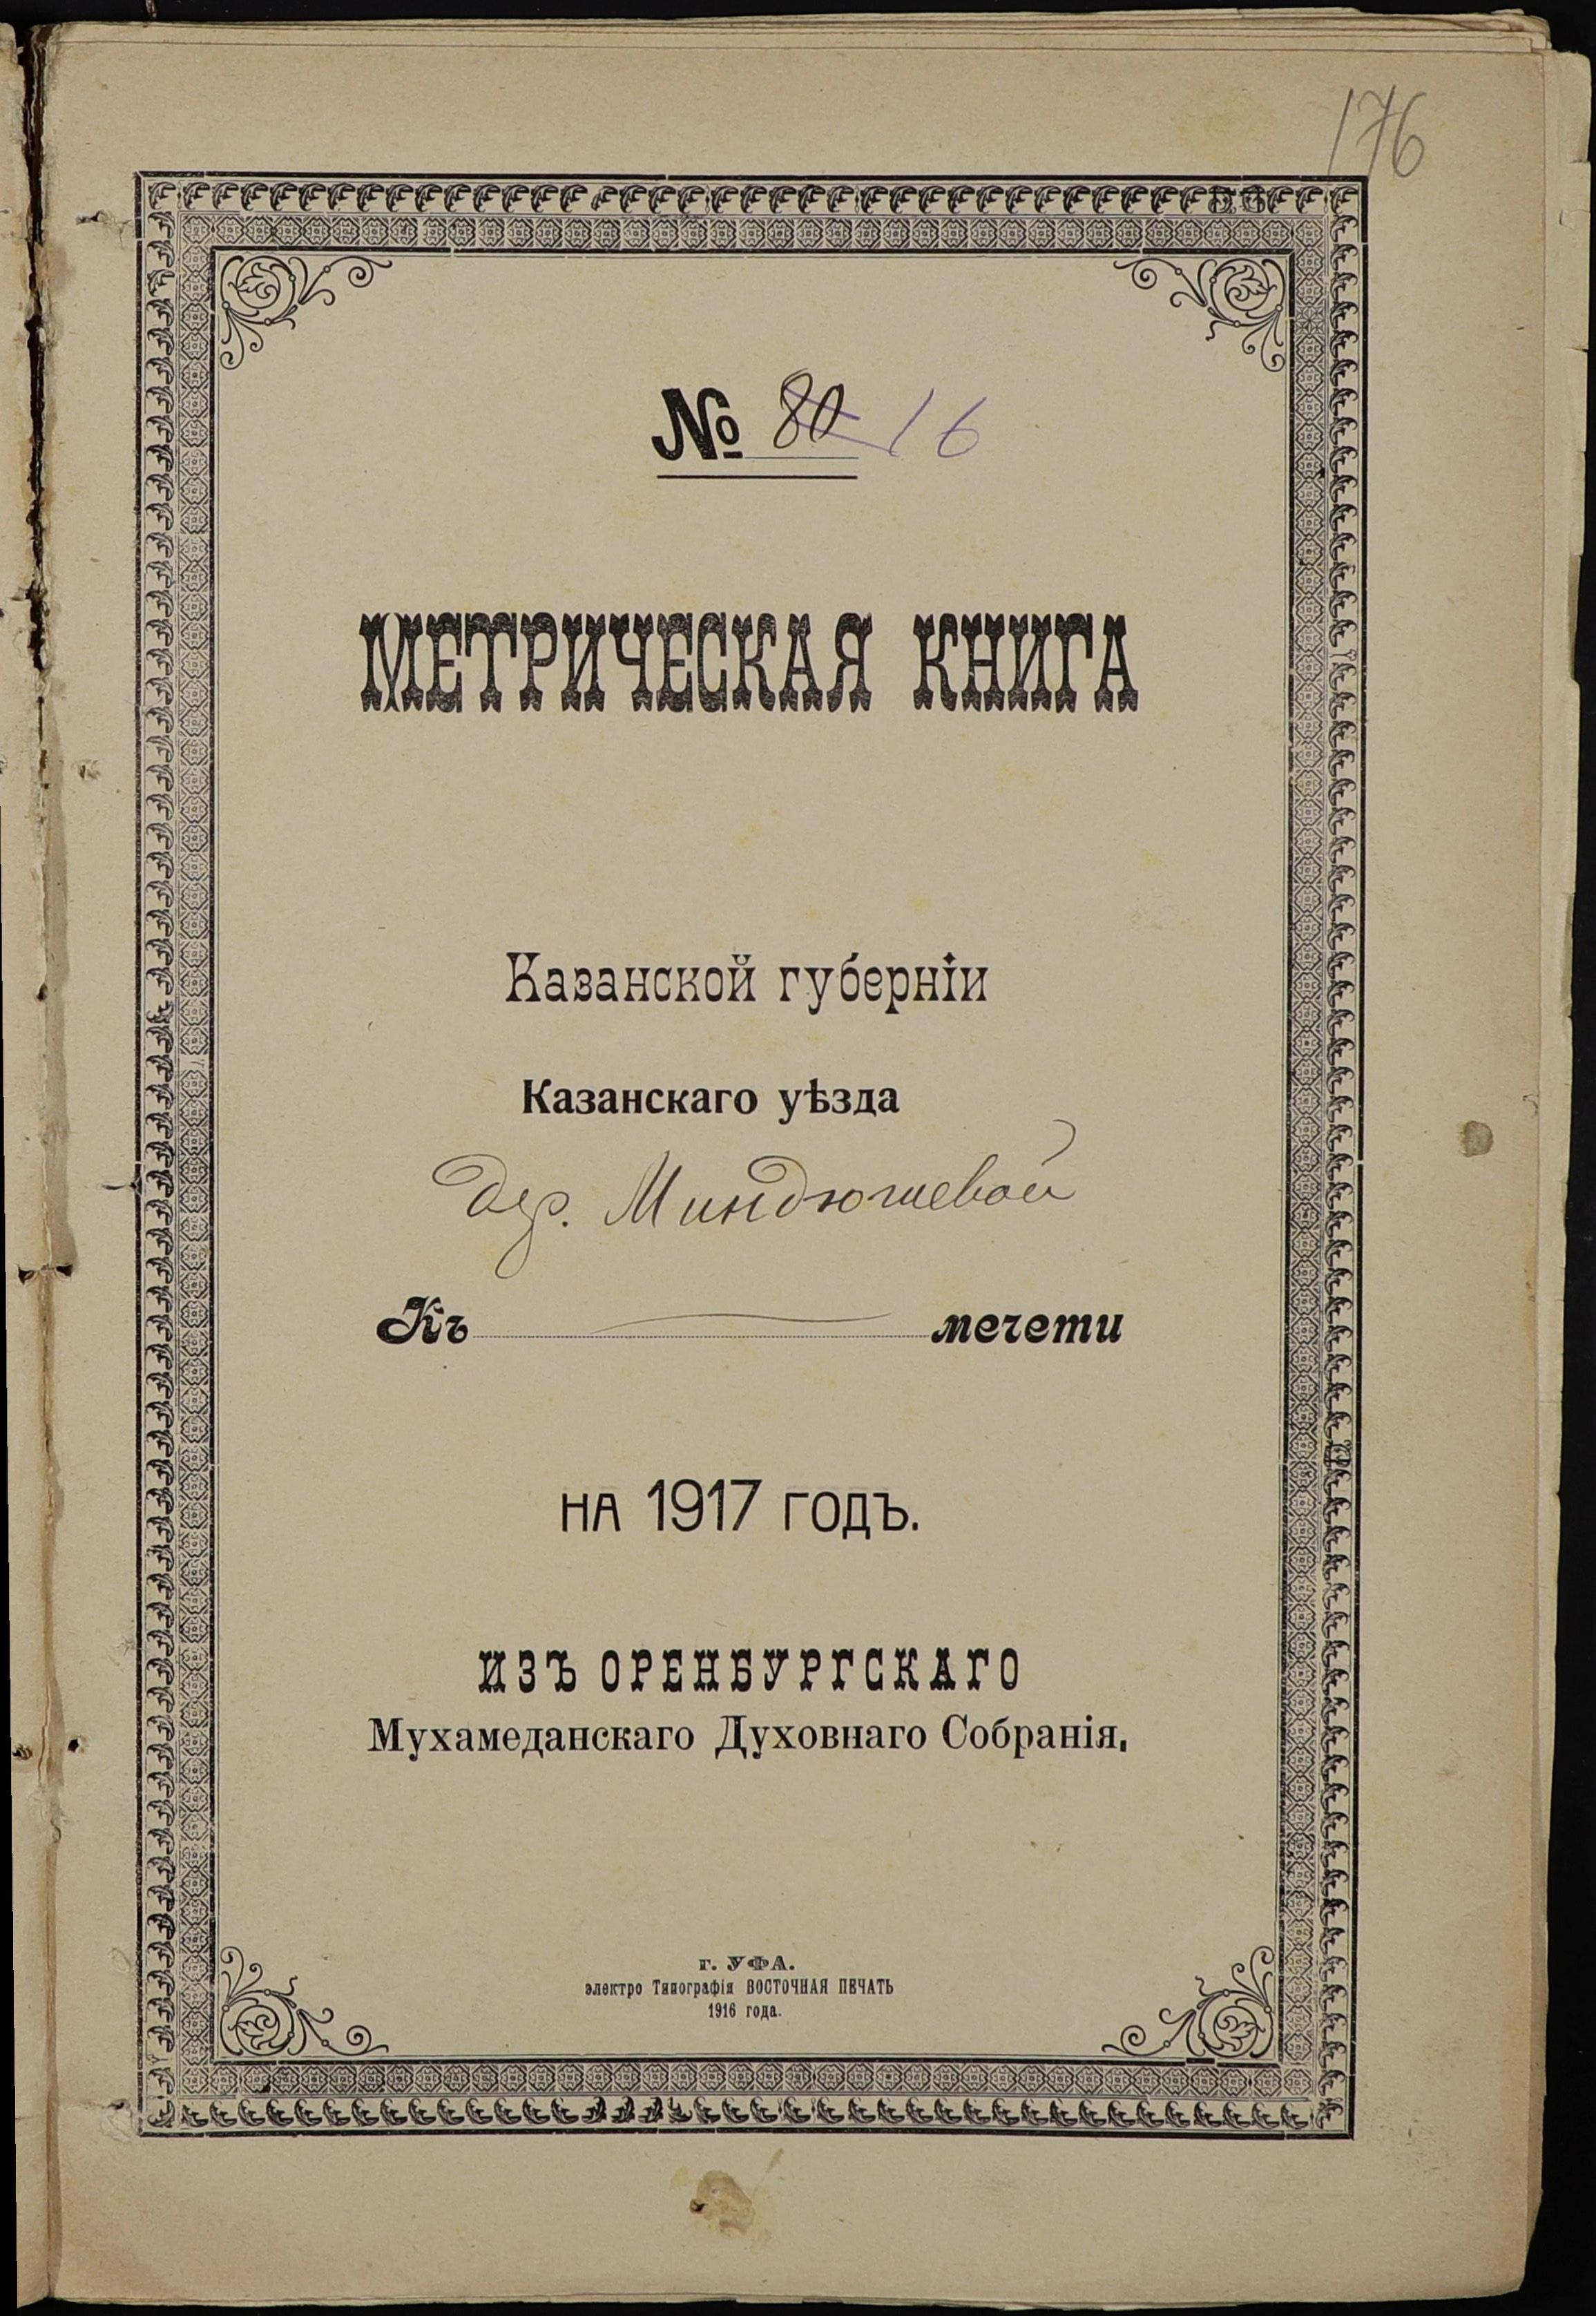 176
№ 80 16
МЕТРИЧЕСКАЯ КНИГА
Казанской губерніи
Казанскаго уѣзда
дер. Миндюшевой
Къ мечети
НА 1917 ГОДЪ.
ИЗЪ ОРЕНБУРГСКАГО
Мухамеданскаго Духовнаго Собранія.
г. УФА.
электро Типографія ВОСТОЧНАЯ ПЕЧАТЬ
1916 года.